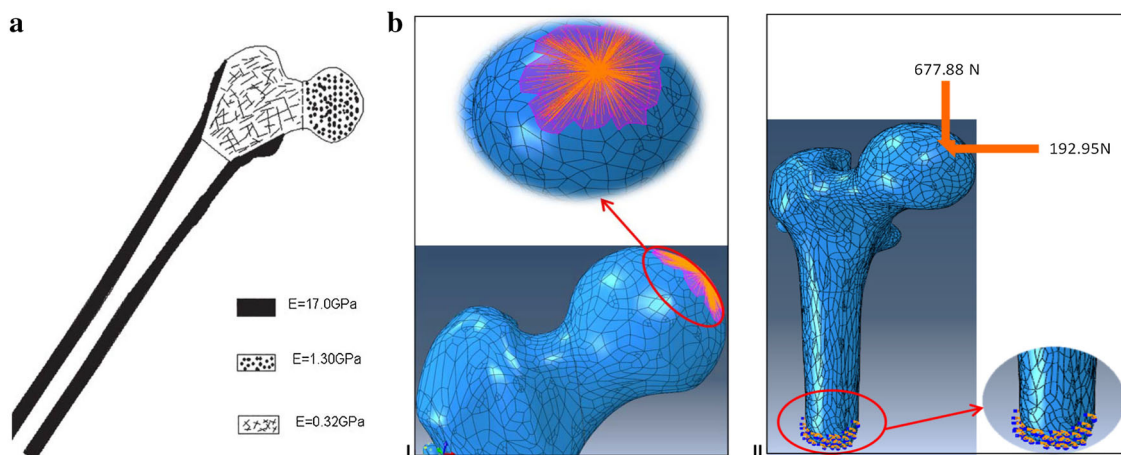 a
b
E=17.0GPa
E=1.30GPa
E=0.32GPa
I
677.88 N
192.95N
II